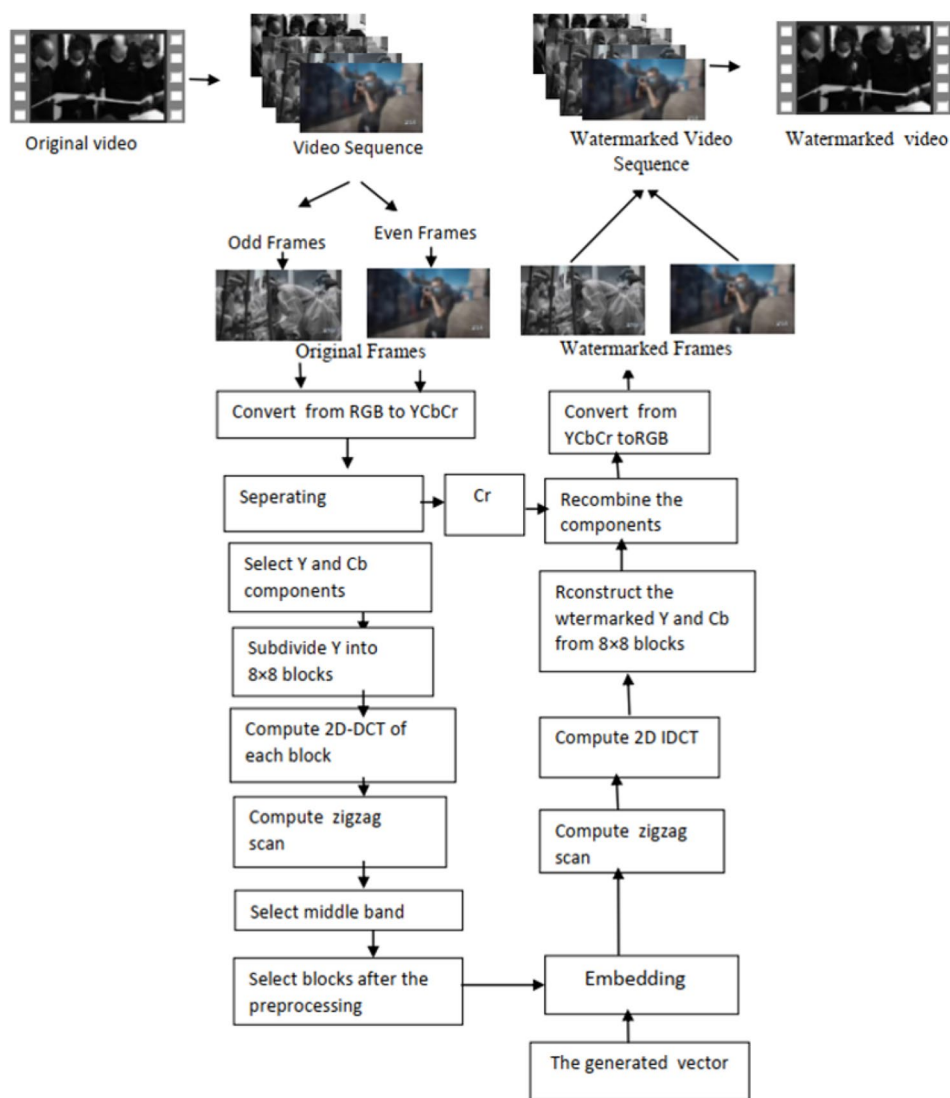 Original video
Video Sequence
Watermarked Video
Sequence
Watermarked video
Odd Frames
Even Frames
Original Frames
Watermarked Frames
Convert from RGB to YCbCr
Convert from
YCbCr toRGB
Seperating
Cr
Recombine the
components
Select Y and Cb
components
Rconstruct the
wtermarked Y and Cb
from 8×8 blocks
Subdivide Y into
8×8 blocks
Compute 2D-DCT of
each block
Compute 2D IDCT
Compute zigzag
scan
Compute zigzag
scan
Select middle band
Select blocks after the
preprocessing
Embedding
The generated vector